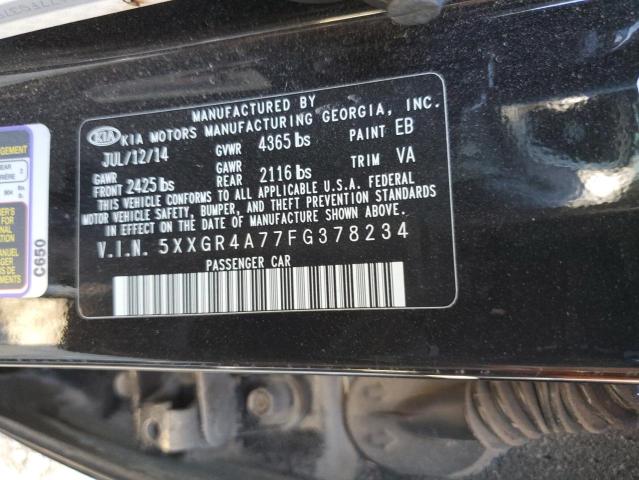 MANUFACTURED BY
KIA KIA MOTORS MANUFACTURING GEORGIA, INC.
JUL/12/14 GVWR 4365 lbs PAINT EB
GAWR FRONT 2425 lbs GAWR REAR 2116 lbs TRIM VA
THIS VEHICLE CONFORMS TO ALL APPLICABLE U.S.A. FEDERAL
MOTOR VEHICLE SAFETY, BUMPER, AND THEFT PREVENTION STANDARDS
IN EFFECT ON THE DATE OF MANUFACTURE SHOWN ABOVE.
V.I.N. 5XXGR4A77FG378234
PASSENGER CAR
C650